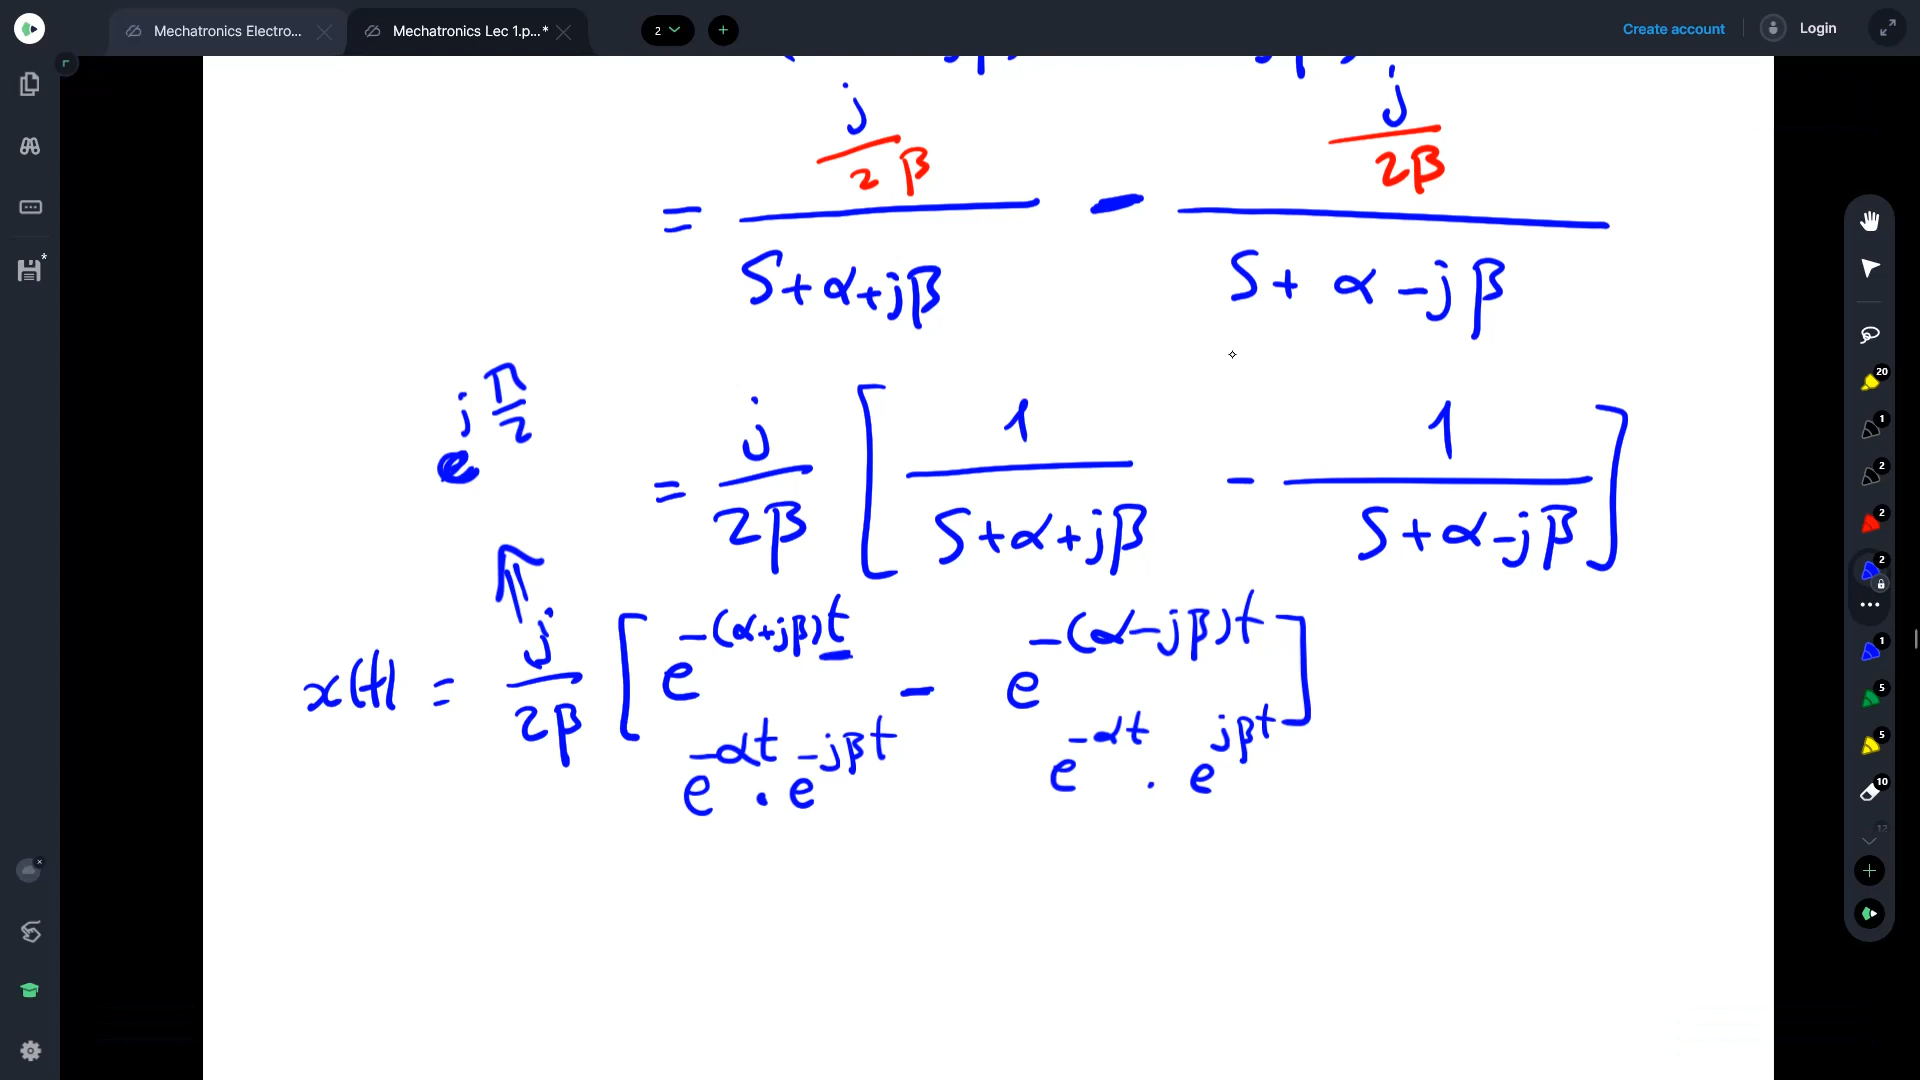 Mechatronics Electro... Mechatronics Lec 1.p...* 2 Create account Login
= (j/2β)/(S+α+jβ) - (j/2β)/(S+α-jβ)
e^(jπ/2)
= j/2β [ 1/(S+α+jβ) - 1/(S+α-jβ) ]
x(t) = j/2β [ e^(-(α+jβ)t) - e^(-(α-jβ)t) ]
e^(-αt) . e^(-jβt) e^(-αt) . e^(jβt)
20
1
2
2
2
1
5
5
10
12